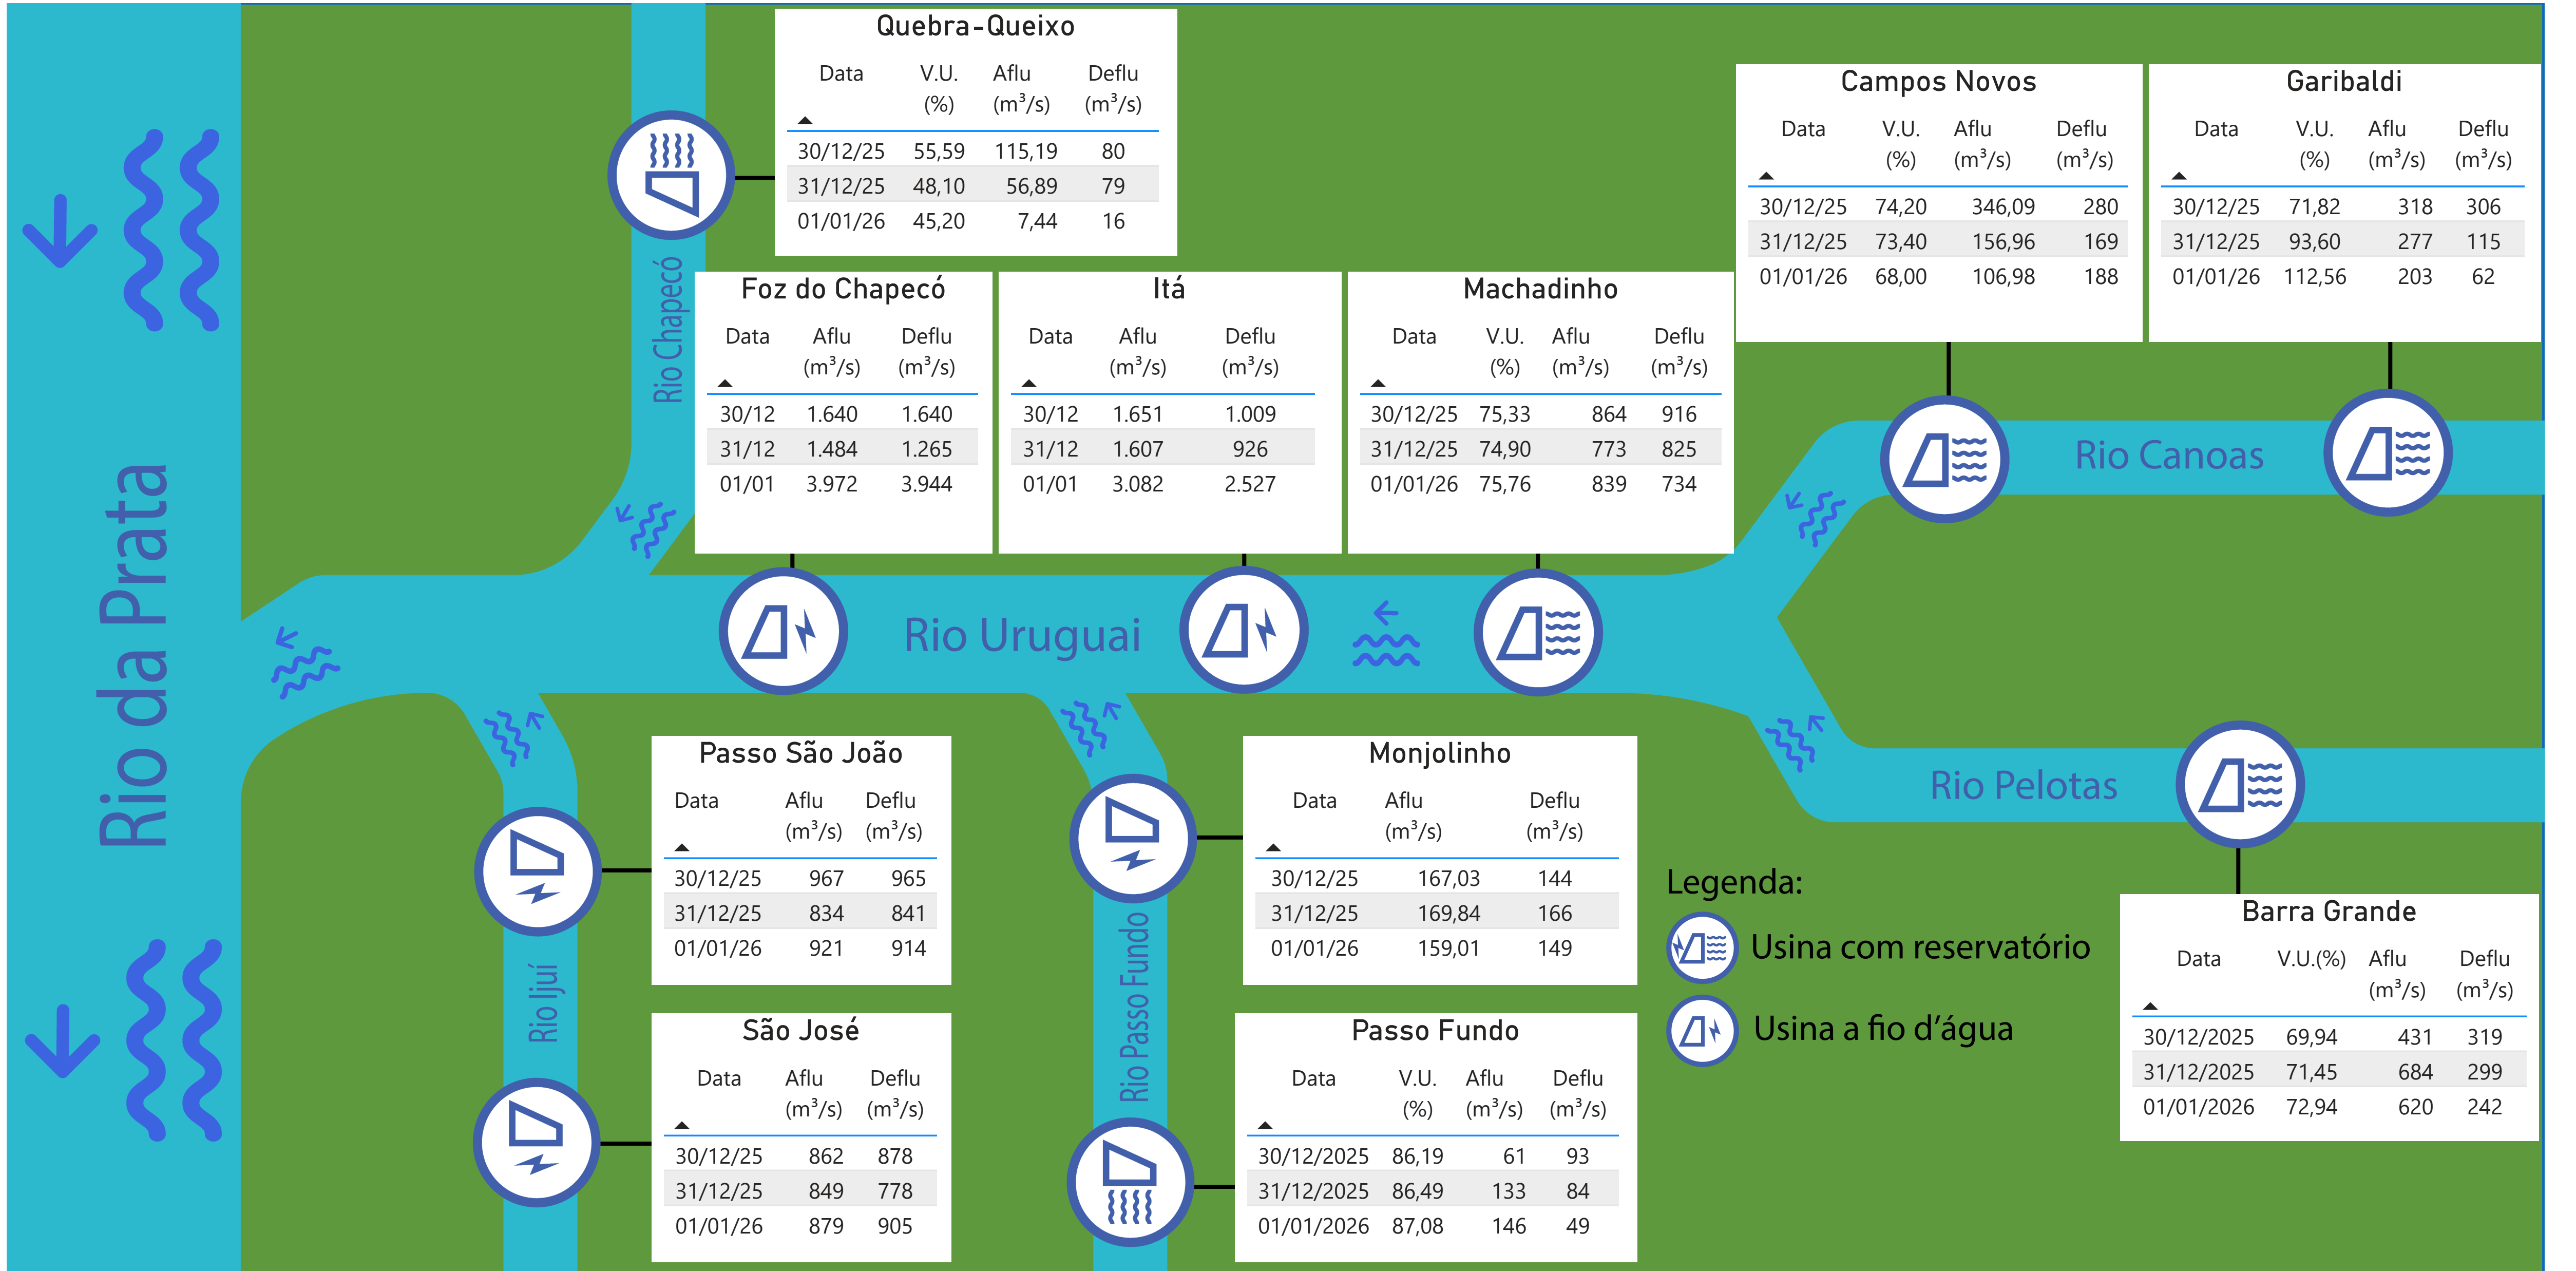 Quebra-Queixo
Data V.U. (%) Aflu (m³/s) Deflu (m³/s)
30/12/25 55,59 115,19 80
31/12/25 48,10 56,89 79
01/01/26 45,20 7,44 16
Campos Novos
Data V.U. (%) Aflu (m³/s) Deflu (m³/s)
30/12/25 74,20 346,09 280
31/12/25 73,40 156,96 169
01/01/26 68,00 106,98 188
Garibaldi
Data V.U. (%) Aflu (m³/s) Deflu (m³/s)
30/12/25 71,82 318 306
31/12/25 93,60 277 115
01/01/26 112,56 203 62
Rio Chapecó
Foz do Chapecó
Data Aflu (m³/s) Deflu (m³/s)
30/12 1.640 1.640
31/12 1.484 1.265
01/01 3.972 3.944
Itá
Data Aflu (m³/s) Deflu (m³/s)
30/12 1.651 1.009
31/12 1.607 926
01/01 3.082 2.527
Machadinho
Data V.U. (%) Aflu (m³/s) Deflu (m³/s)
30/12/25 75,33 864 916
31/12/25 74,90 773 825
01/01/26 75,76 839 734
Rio Canoas
Rio da Prata
Rio Uruguai
Rio Pelotas
Passo São João
Data Aflu (m³/s) Deflu (m³/s)
30/12/25 967 965
31/12/25 834 841
01/01/26 921 914
Monjolinho
Data Aflu (m³/s) Deflu (m³/s)
30/12/25 167,03 144
31/12/25 169,84 166
01/01/26 159,01 149
Legenda:
Usina com reservatório
Usina a fio d’água
Barra Grande
Data V.U.(%) Aflu (m³/s) Deflu (m³/s)
30/12/2025 69,94 431 319
31/12/2025 71,45 684 299
01/01/2026 72,94 620 242
Rio Ijuí
Rio Passo Fundo
São José
Data Aflu (m³/s) Deflu (m³/s)
30/12/25 862 878
31/12/25 849 778
01/01/26 879 905
Passo Fundo
Data V.U. (%) Aflu (m³/s) Deflu (m³/s)
30/12/2025 86,19 61 93
31/12/2025 86,49 133 84
01/01/2026 87,08 146 49